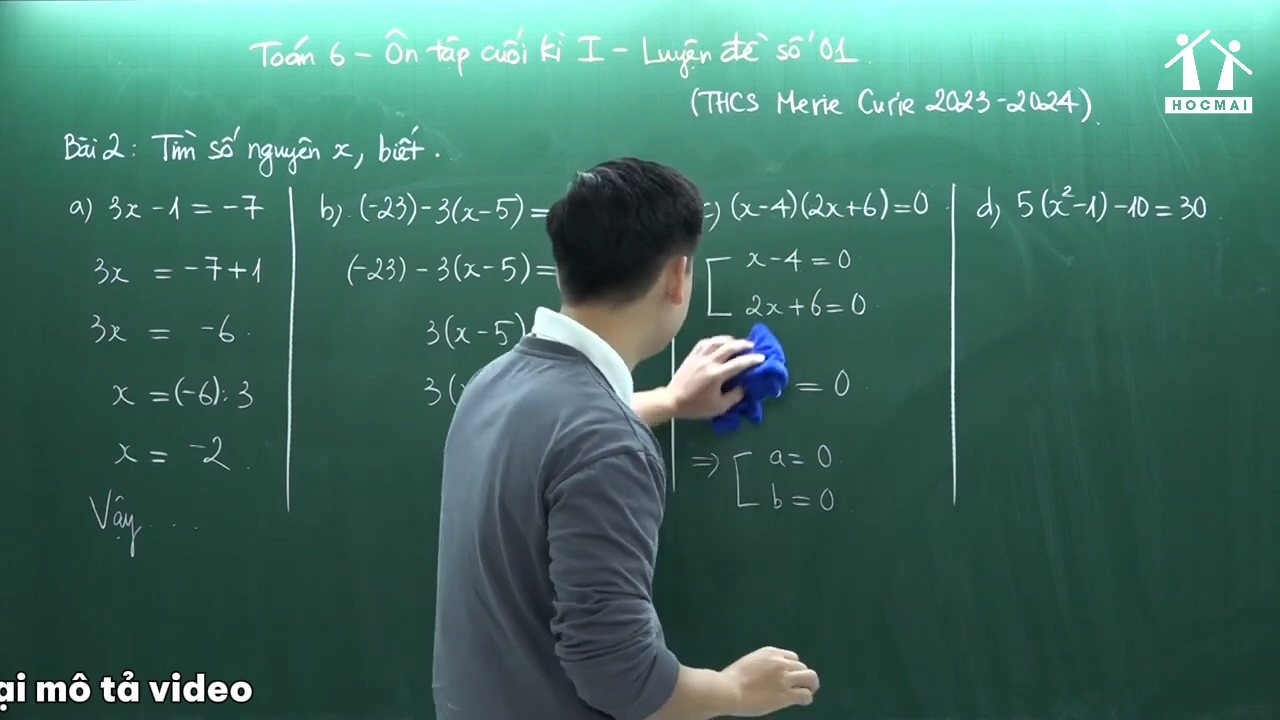 Toán 6 - Ôn tập cuối kì I - Luyện đề số 01
(THCS Merie Curie 2023-2024)
HOCMAI
Bài 2: Tìm số nguyên x, biết.
a) 3x - 1 = -7
3x = -7+1
3x = -6
x = (-6):3
x = -2
Vậy ....
b) (-23) - 3(x-5) =
(-23) - 3(x-5) =
3(x-5)
3(
c) (x-4)(2x+6)=0
[ x-4=0
2x+6=0
= 0
=> [ a=0
b=0
d) 5(x²-1) -10 = 30
ại mô tả video